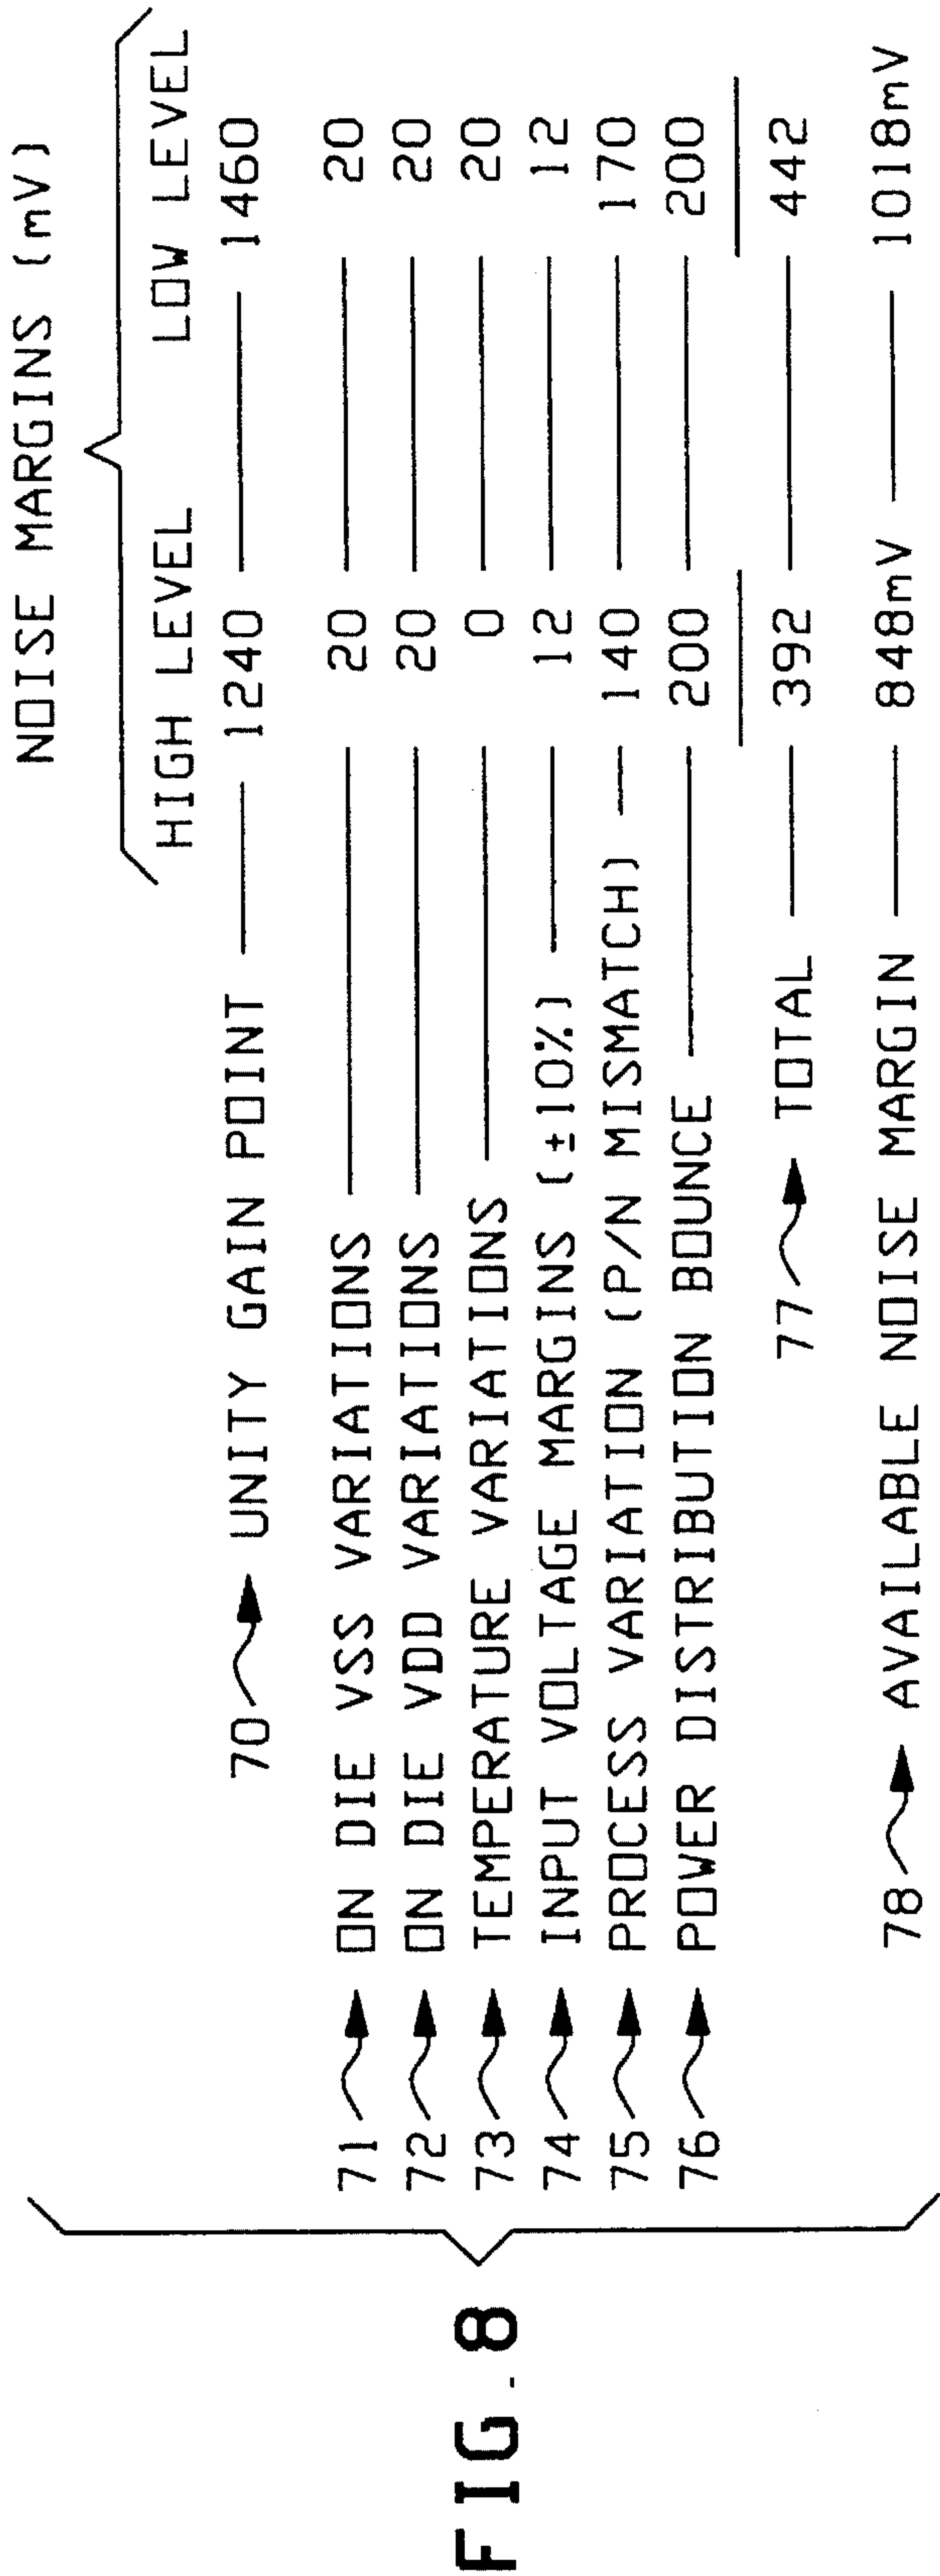 NOISE MARGINS (mV)
HIGH LEVEL LOW LEVEL
70 UNITY GAIN POINT 1240 1460
71 ON DIE VSS VARIATIONS 20 20
72 ON DIE VDD VARIATIONS 20 20
73 TEMPERATURE VARIATIONS 0 20
74 INPUT VOLTAGE MARGINS (±10%) 12 12
75 PROCESS VARIATION (P/N MISMATCH) 140 170
76 POWER DISTRIBUTION BOUNCE 200 200
77 TOTAL 392 442
78 AVAILABLE NOISE MARGIN 848mV 1018mV
FIG. 8